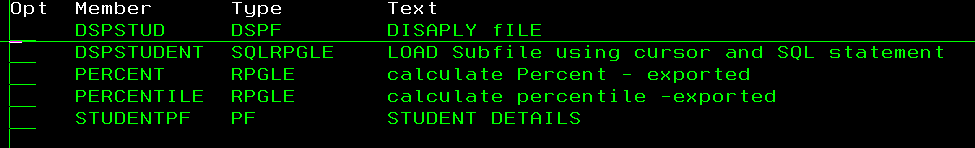 Opt Member Type Text
DSPSTUD DSPF DISAPLY fILE
DSPSTUDENT SQLRPGLE LOAD Subfile using cursor and SQL statement
PERCENT RPGLE calculate Percent - exported
PERCENTILE RPGLE calculate percentile -exported
STUDENTPF PF STUDENT DETAILS